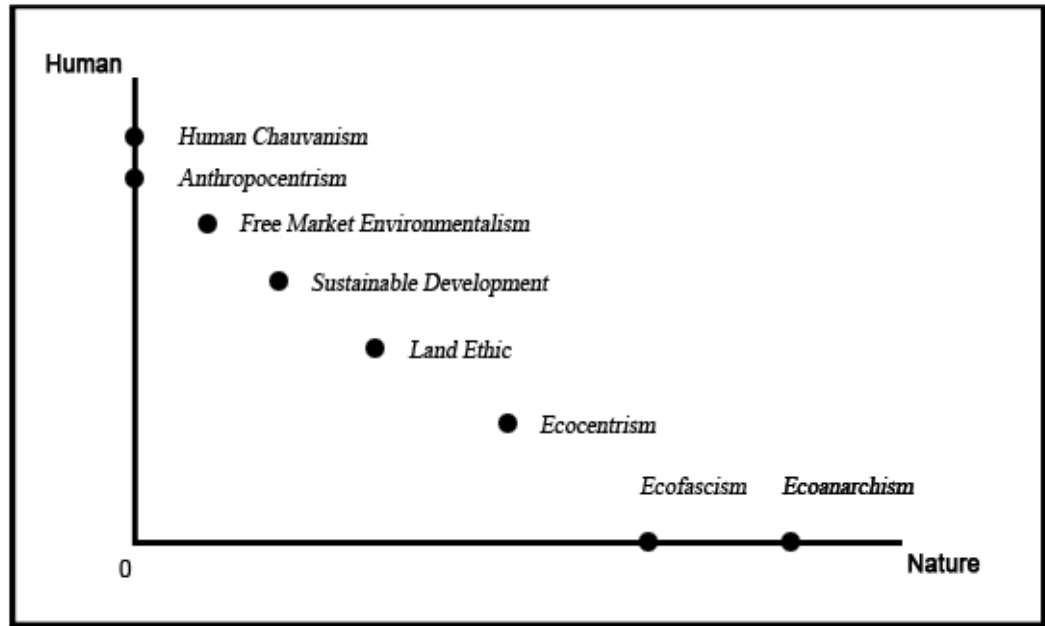 Human
Human Chauvanism
Anthropocentrism
Free Market Environmentalism
Sustainable Development
Land Ethic
Ecocentrism
Ecofascism Ecoanarchism
0
Nature